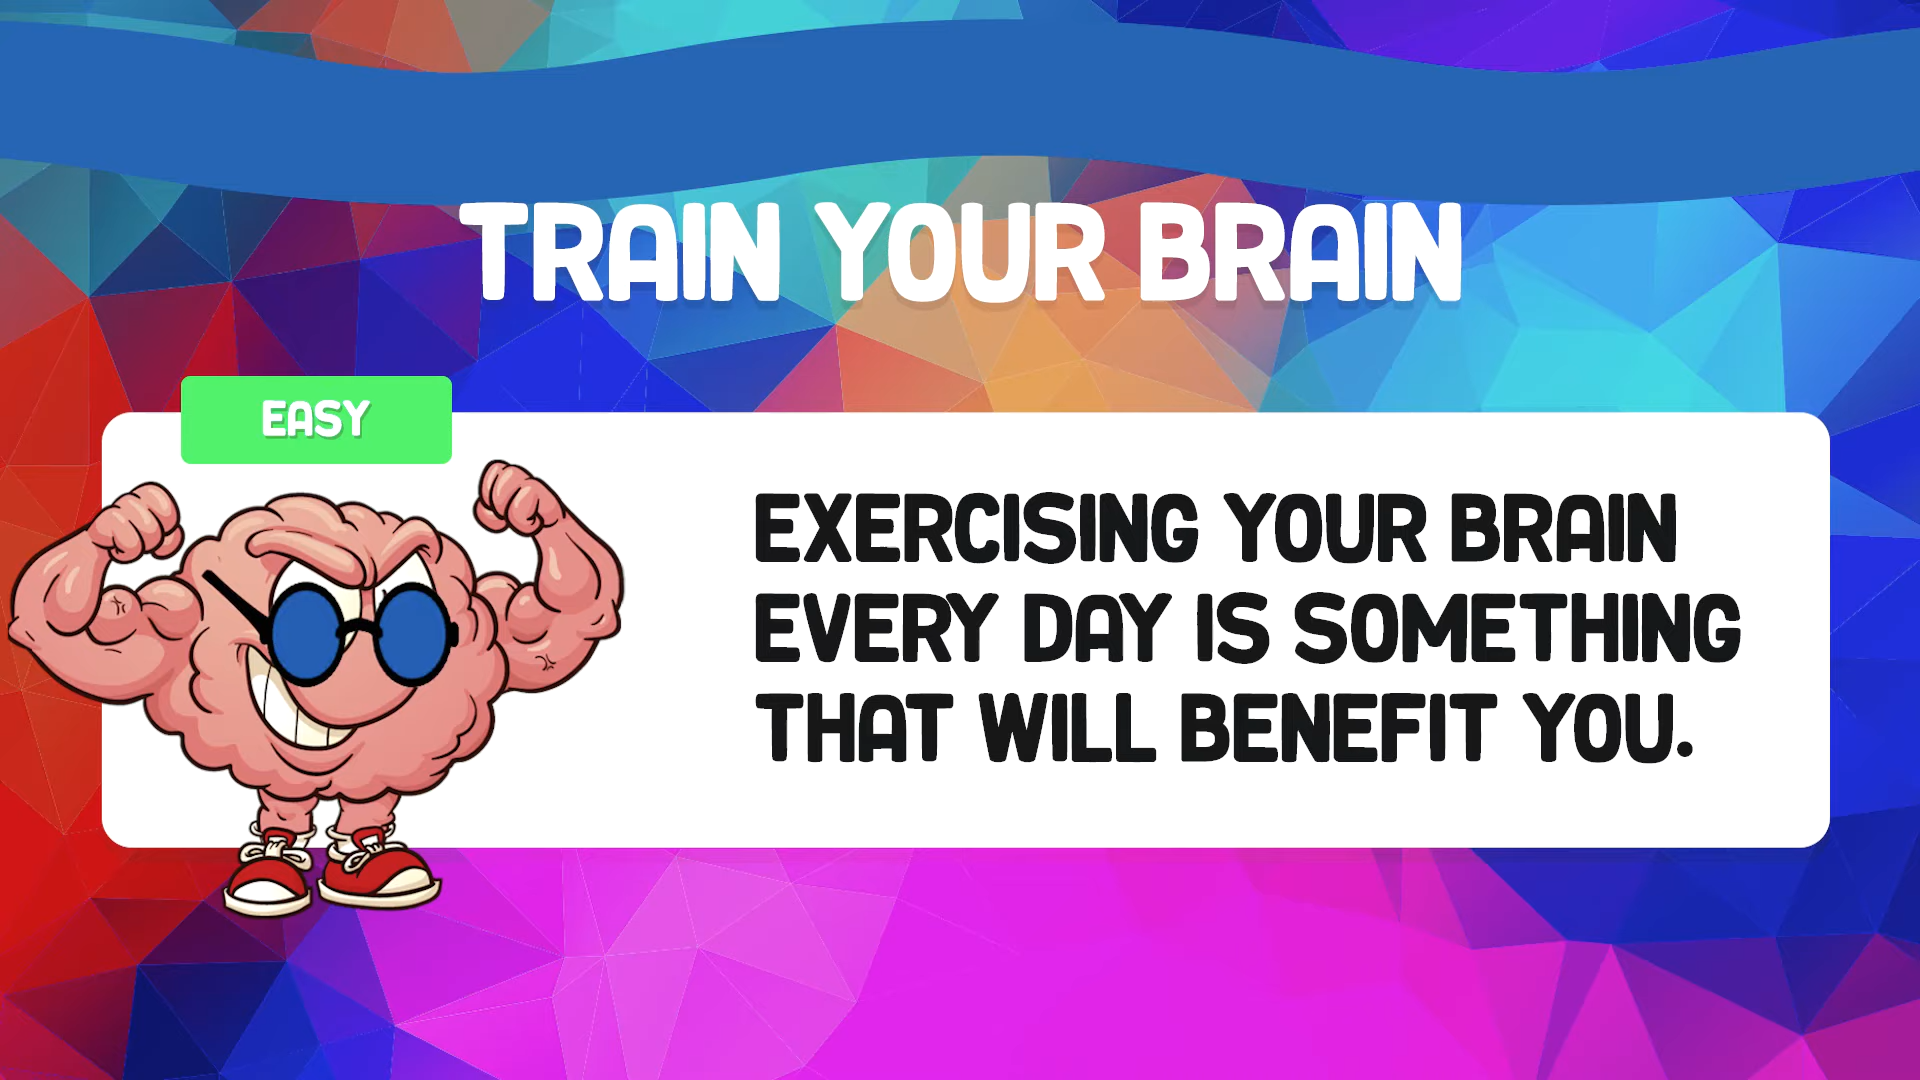 TRAIN YOUR BRAIN
EASY
EXERCISING YOUR BRAIN
EVERY DAY IS SOMETHING
THAT WILL BENEFIT YOU.